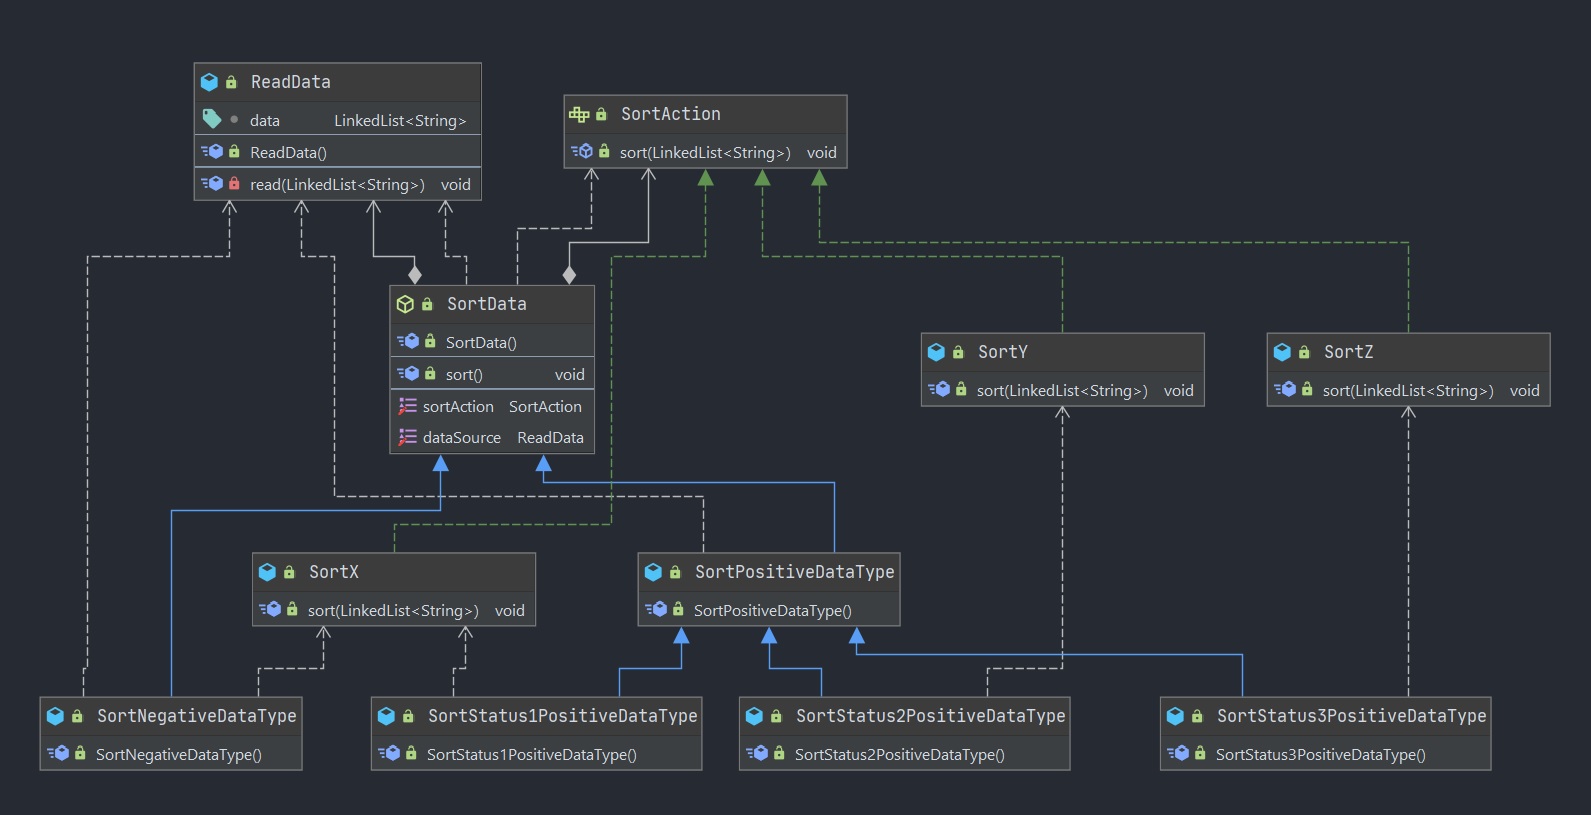 ReadData
data LinkedList<String>
ReadData()
read(LinkedList<String>) void
SortAction
sort(LinkedList<String>) void
SortData
SortData()
sort() void
sortAction SortAction
dataSource ReadData
SortY
sort(LinkedList<String>) void
SortZ
sort(LinkedList<String>) void
SortX
sort(LinkedList<String>) void
SortPositiveDataType
SortPositiveDataType()
SortNegativeDataType
SortNegativeDataType()
SortStatus1PositiveDataType
SortStatus1PositiveDataType()
SortStatus2PositiveDataType
SortStatus2PositiveDataType()
SortStatus3PositiveDataType
SortStatus3PositiveDataType()